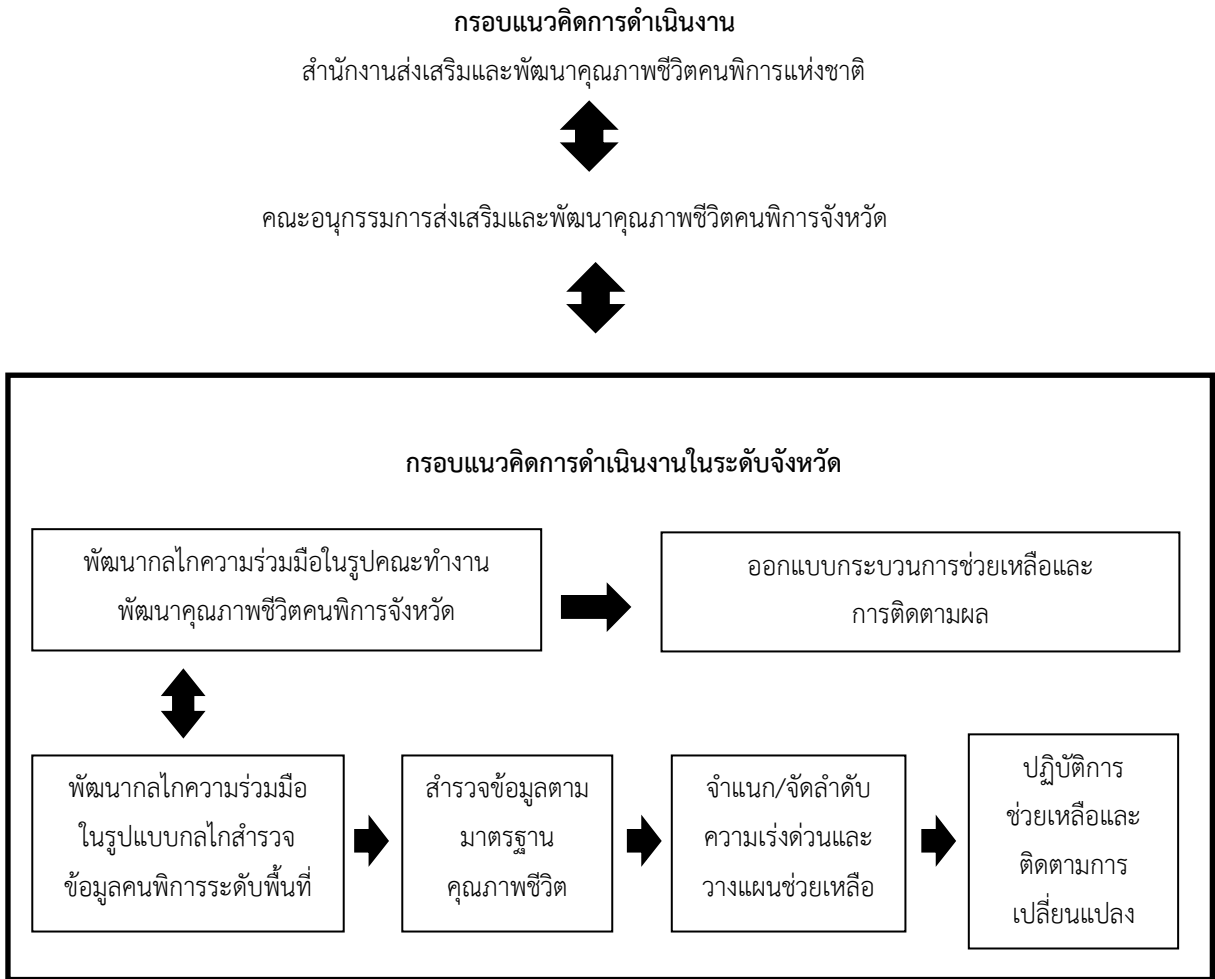 กรอบแนวคิดการดำเนินงาน
สำนักงานส่งเสริมและพัฒนาคุณภาพชีวิตคนพิการแห่งชาติ
คณะอนุกรรมการส่งเสริมและพัฒนาคุณภาพชีวิตคนพิการจังหวัด
กรอบแนวคิดการดำเนินงานในระดับจังหวัด
พัฒนากลไกความร่วมมือในรูปคณะทำงาน
พัฒนาคุณภาพชีวิตคนพิการจังหวัด
ออกแบบกระบวนการช่วยเหลือและ
การติดตามผล
พัฒนากลไกความร่วมมือ
ในรูปแบบกลไกสำรวจ
ข้อมูลคนพิการระดับพื้นที่
สำรวจข้อมูลตาม
มาตรฐาน
คุณภาพชีวิต
จำแนก/จัดลำดับ
ความเร่งด่วนและ
วางแผนช่วยเหลือ
ปฏิบัติการ
ช่วยเหลือและ
ติดตามการ
เปลี่ยนแปลง